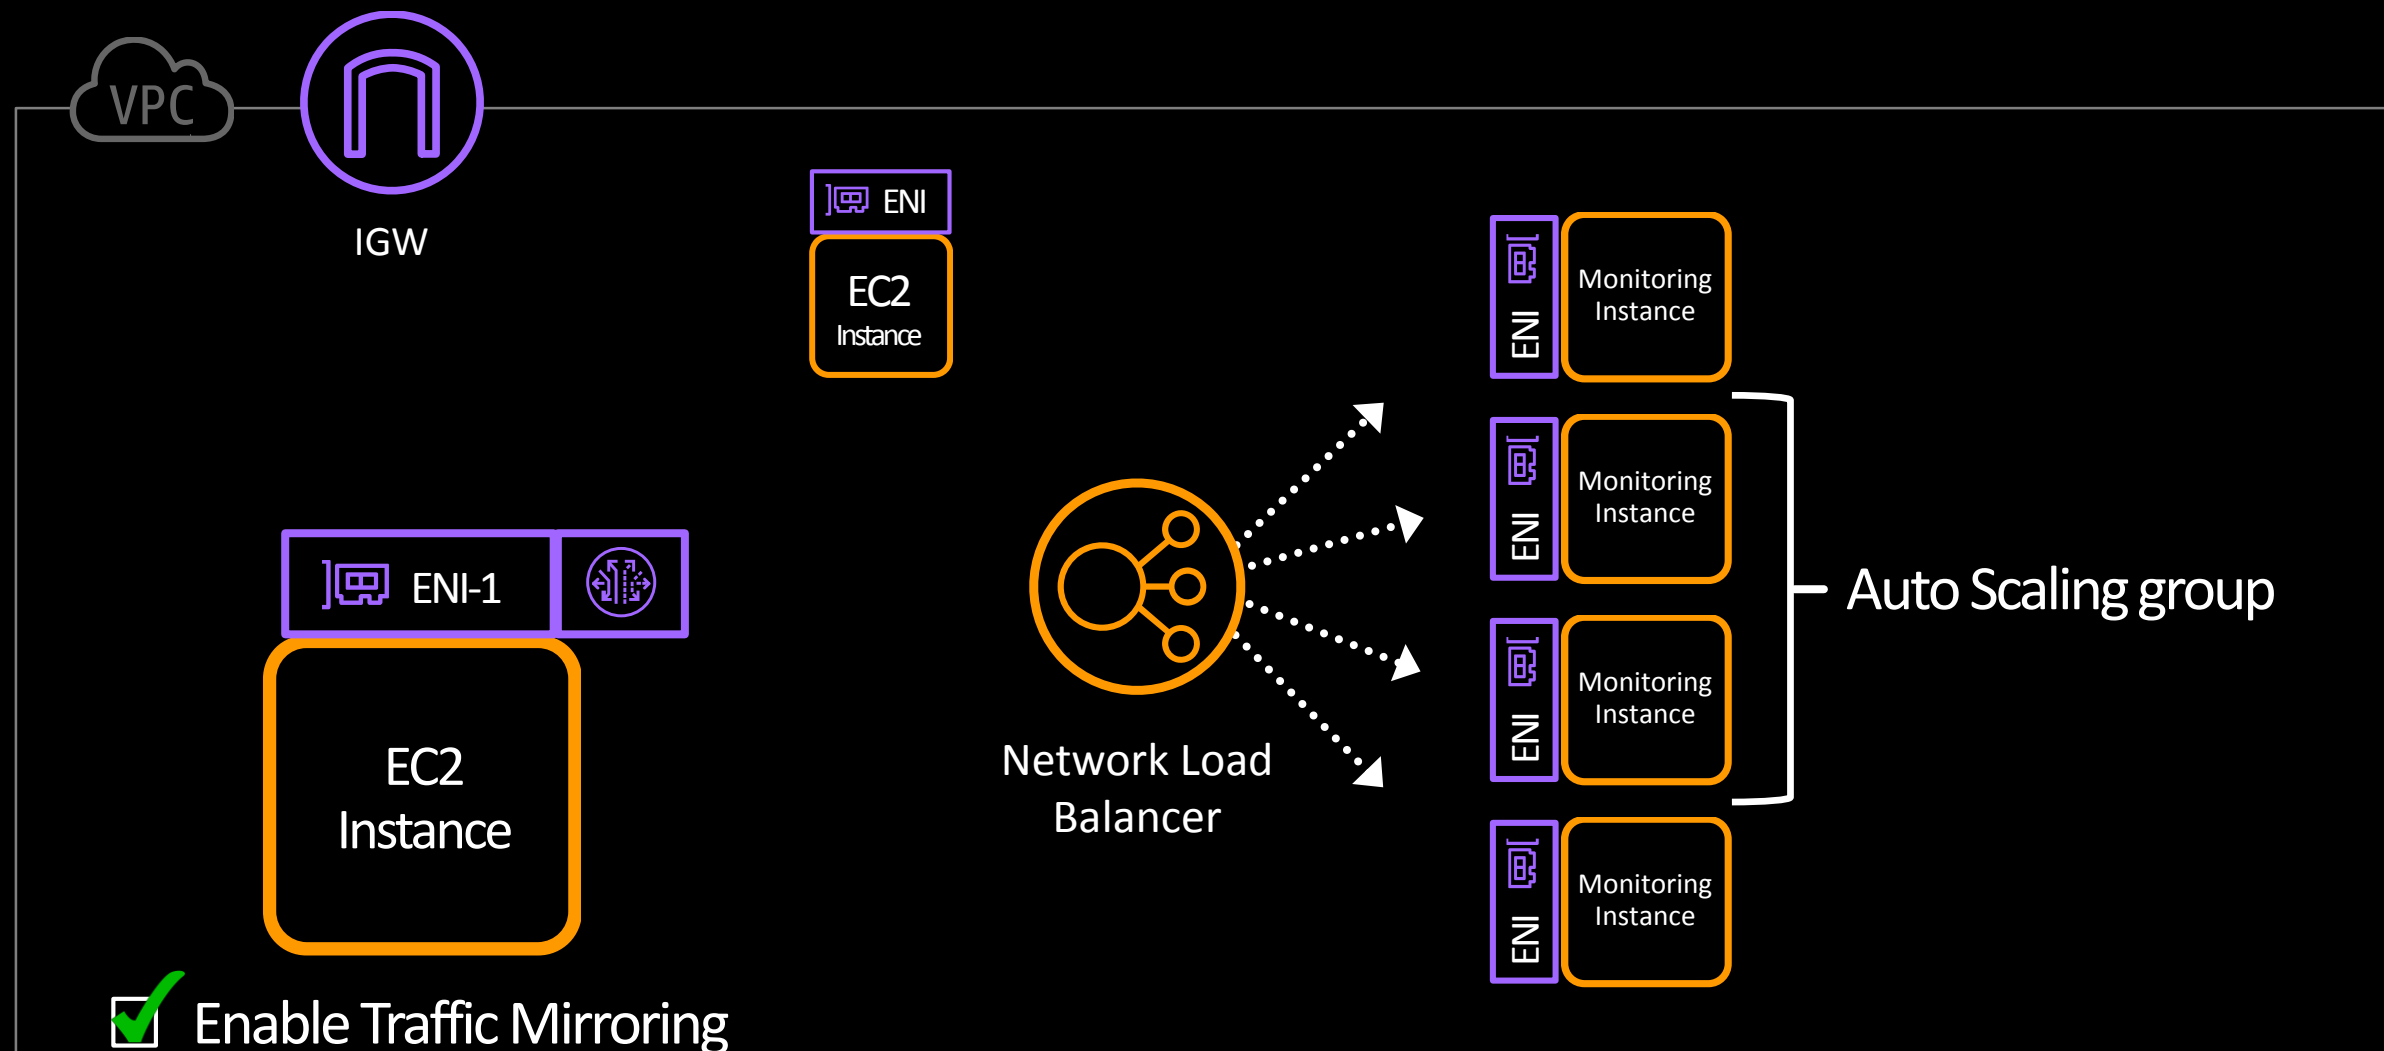 VPC
IGW
ENI
EC2
Instance
ENI-1
EC2
Instance
Enable Traffic Mirroring
Network Load
Balancer
ENI
Monitoring
Instance
ENI
Monitoring
Instance
ENI
Monitoring
Instance
ENI
Monitoring
Instance
Auto Scaling group